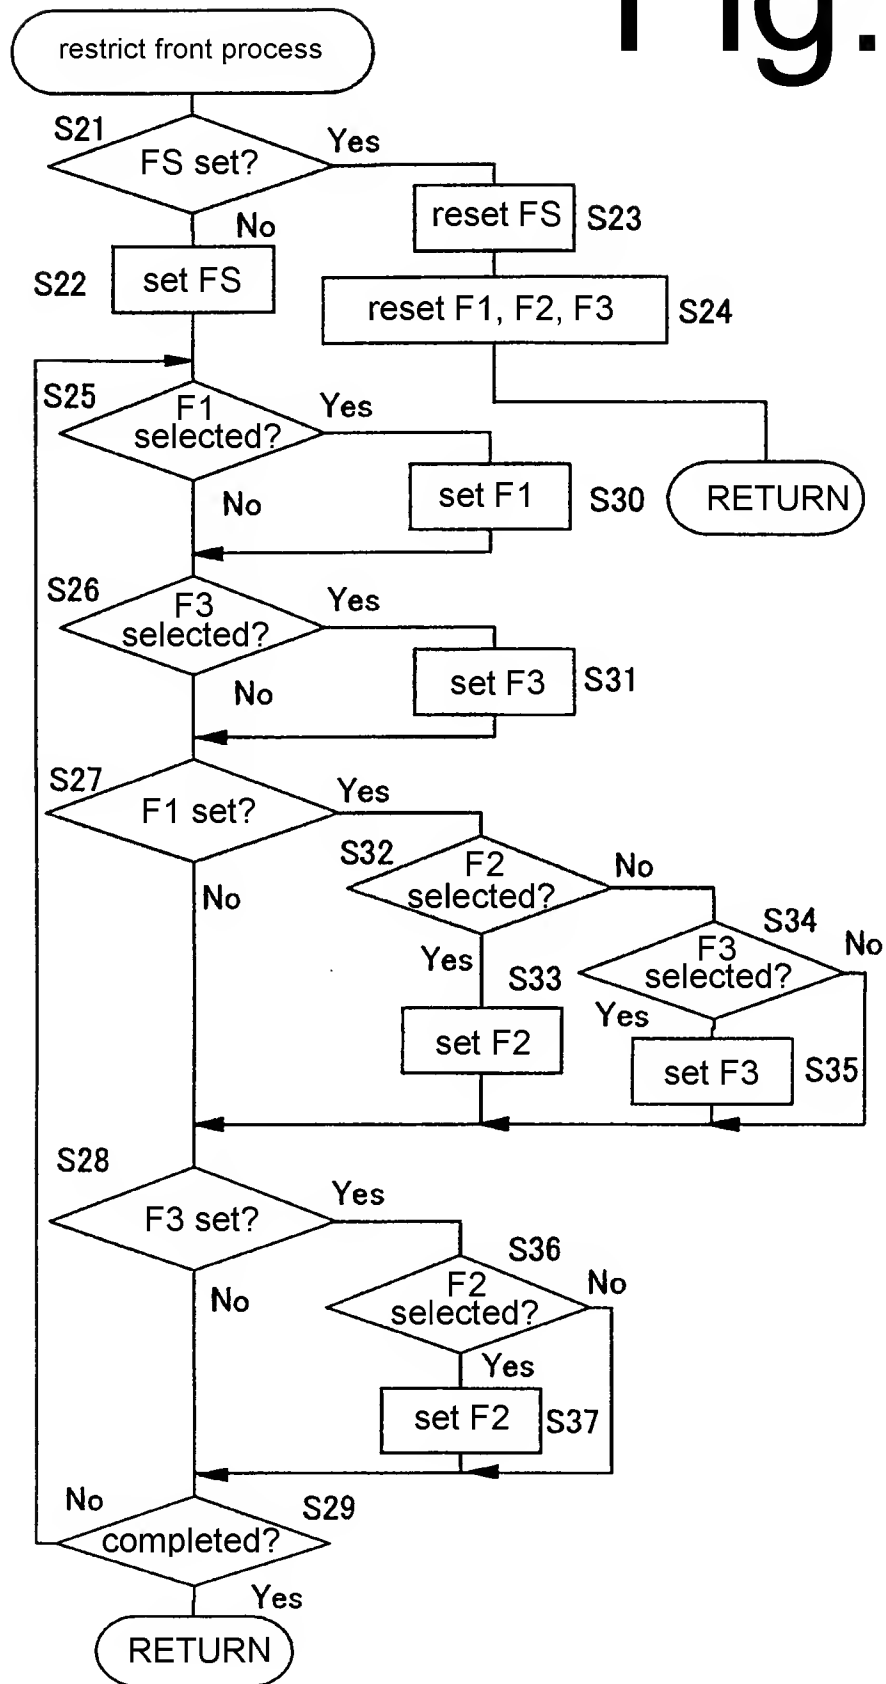 Fig.
restrict front process
S21
FS set?
Yes
No
reset FS
S23
S22
set FS
reset F1, F2, F3
S24
S25
F1
selected?
Yes
No
set F1
S30
RETURN
S26
F3
selected?
Yes
No
set F3
S31
S27
F1 set?
Yes
No
S32
F2
selected?
No
Yes
S33
set F2
S34
F3
selected?
No
Yes
set F3
S35
S28
F3 set?
Yes
No
S36
F2
selected?
No
Yes
set F2
S37
No
S29
completed?
Yes
RETURN